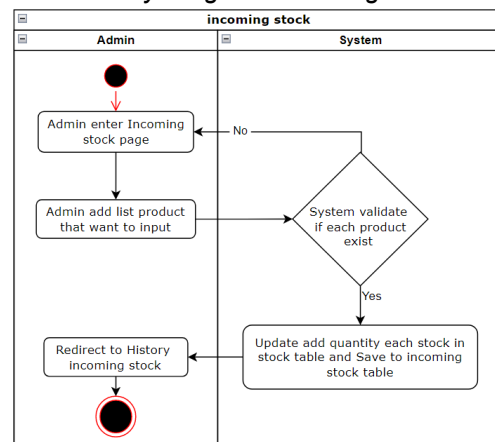 incoming stock
Admin
System
Admin enter Incoming
stock page
No
Admin add list product
that want to input
System validate
if each product
exist
Yes
Update add quantity each stock in
stock table and Save to incoming
stock table
Redirect to History
incoming stock